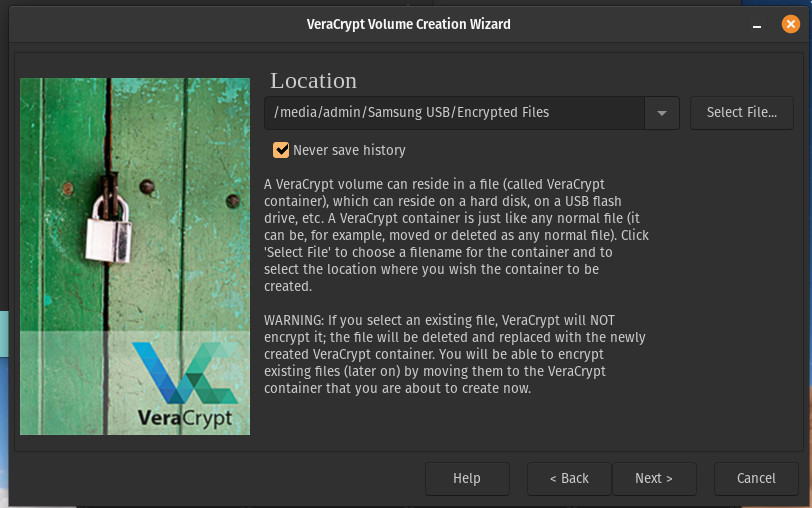 VeraCrypt Volume Creation Wizard
Location
/media/admin/Samsung USB/Encrypted Files
Select File...
Never save history
A VeraCrypt volume can reside in a file (called VeraCrypt
container), which can reside on a hard disk, on a USB flash
drive, etc. A VeraCrypt container is just like any normal file (it
can be, for example, moved or deleted as any normal file). Click
'Select File' to choose a filename for the container and to
select the location where you wish the container to be
created.
WARNING: If you select an existing file, VeraCrypt will NOT
encrypt it; the file will be deleted and replaced with the newly
created VeraCrypt container. You will be able to encrypt
existing files (later on) by moving them to the VeraCrypt
container that you are about to create now.
VeraCrypt
Help
< Back
Next >
Cancel